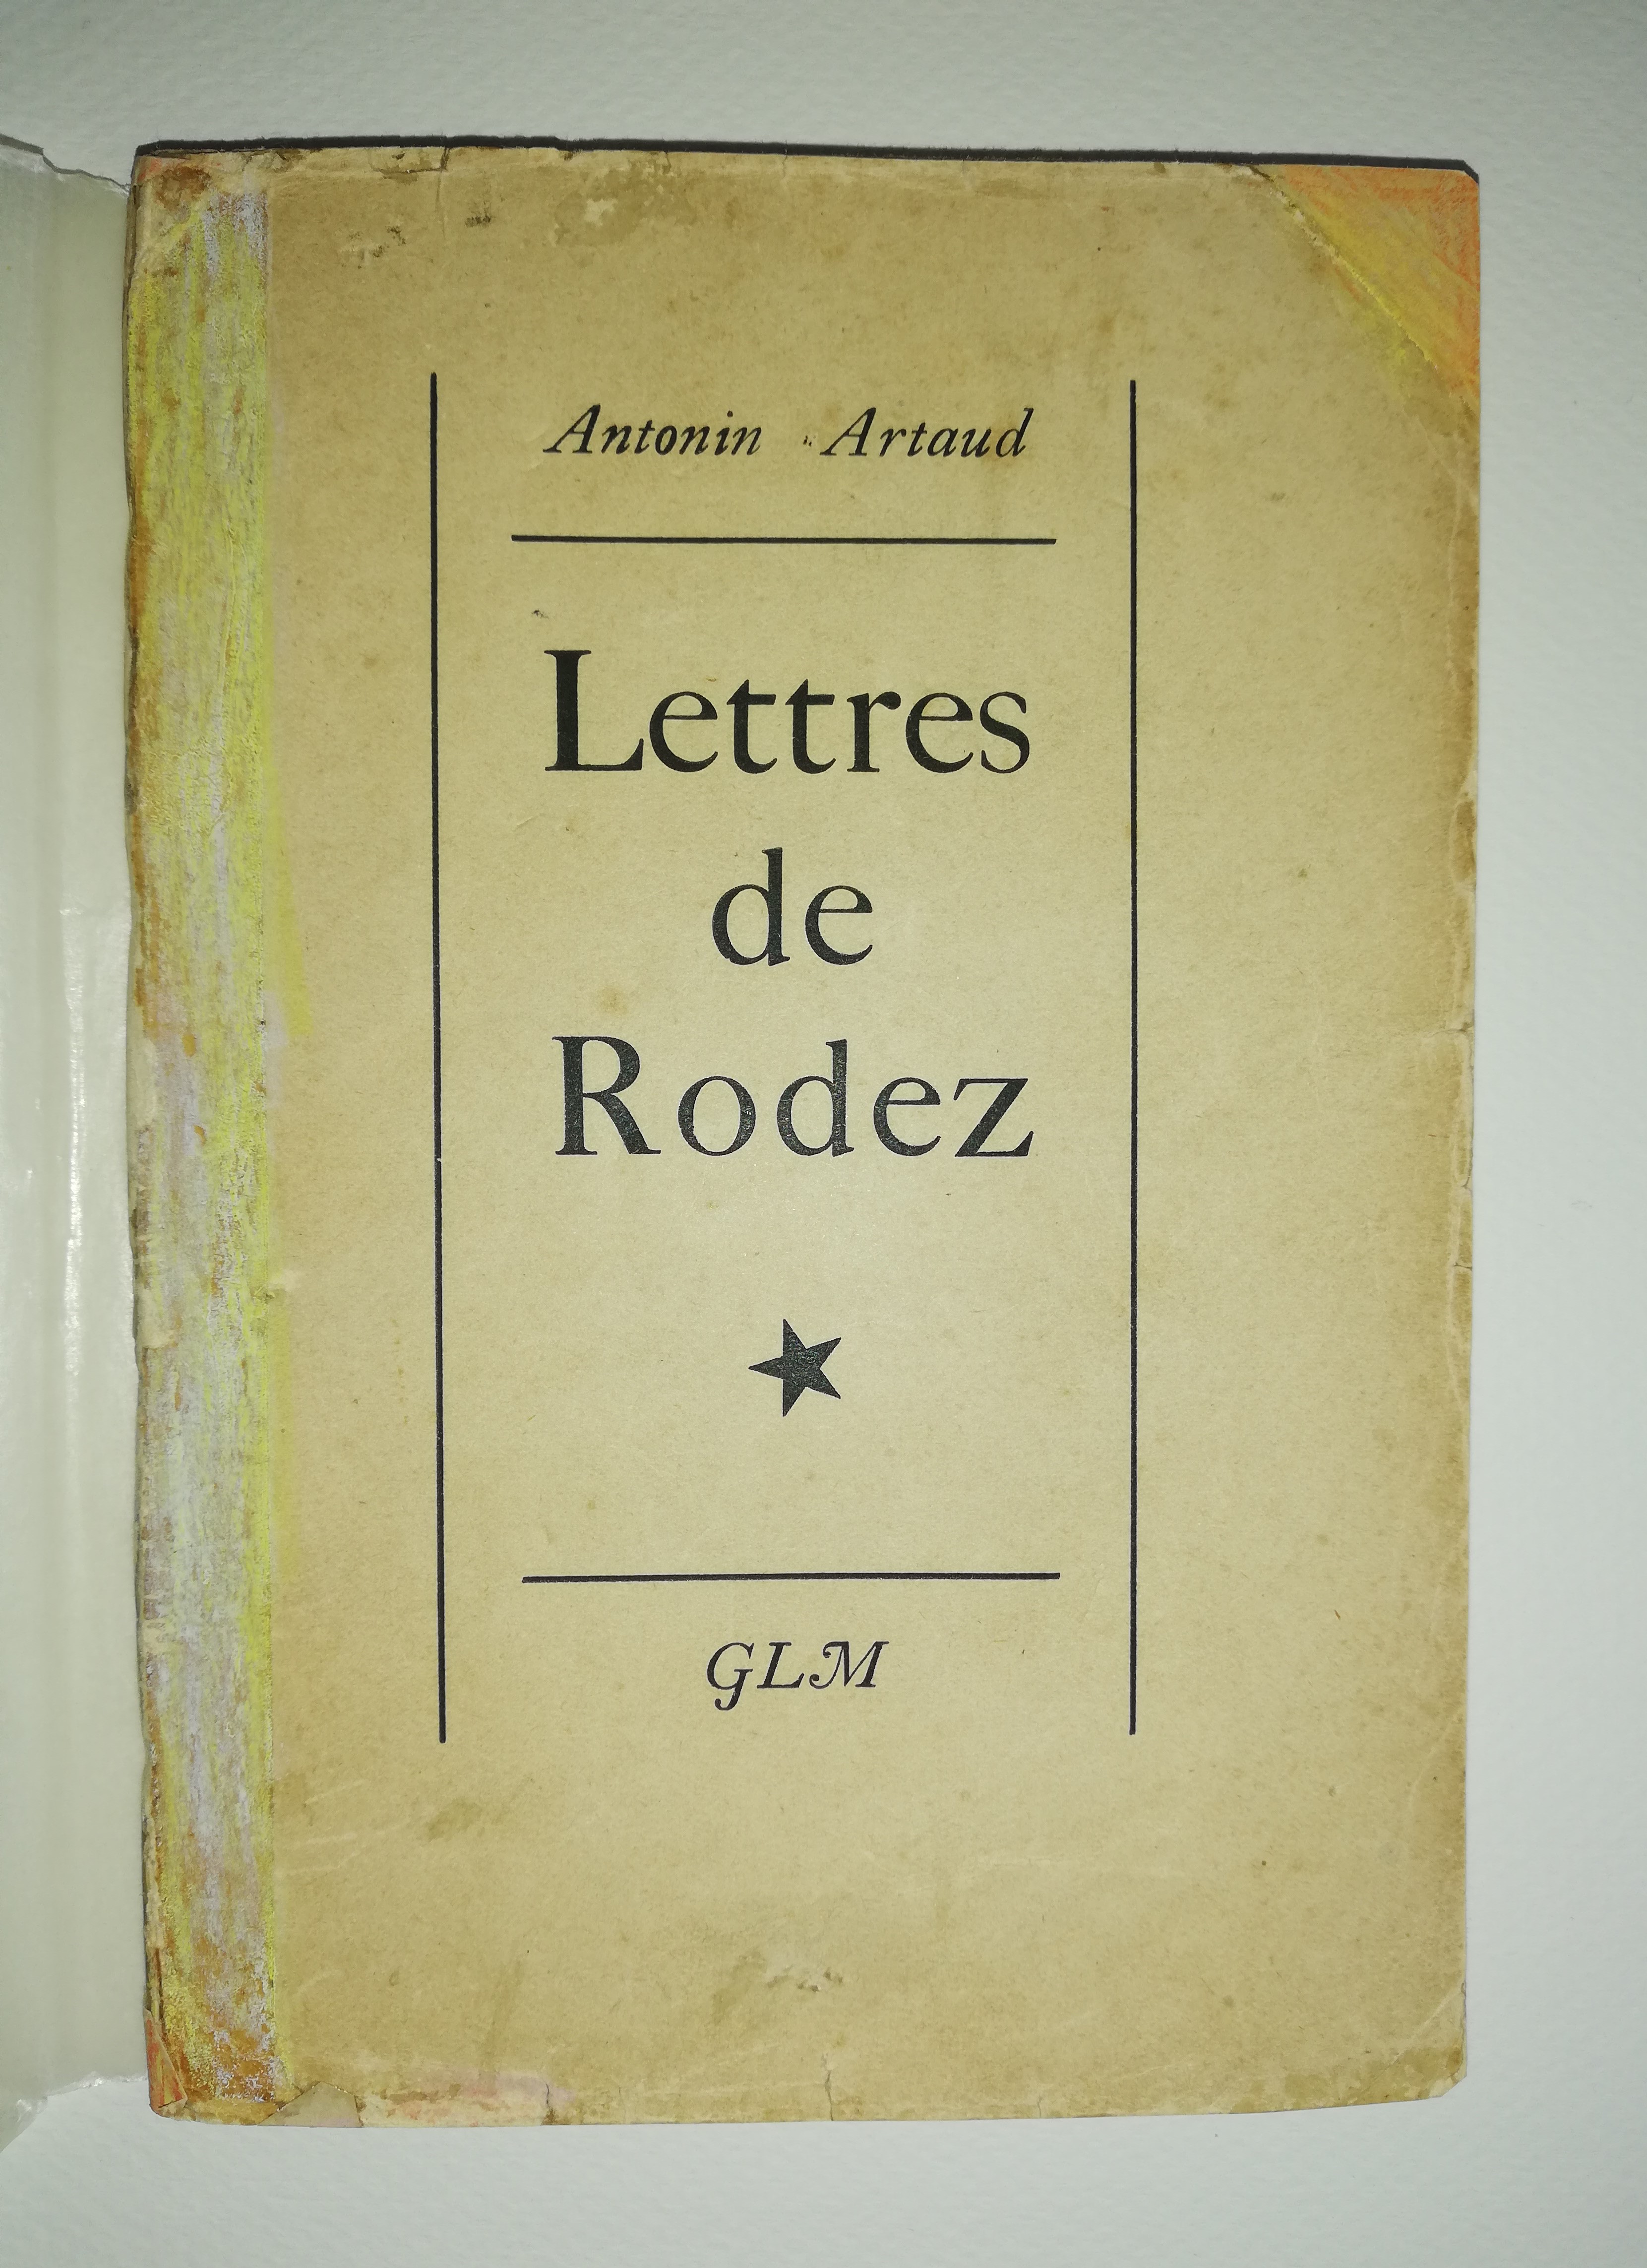 Antonin Artaud
Lettres
de
Rodez
GLM